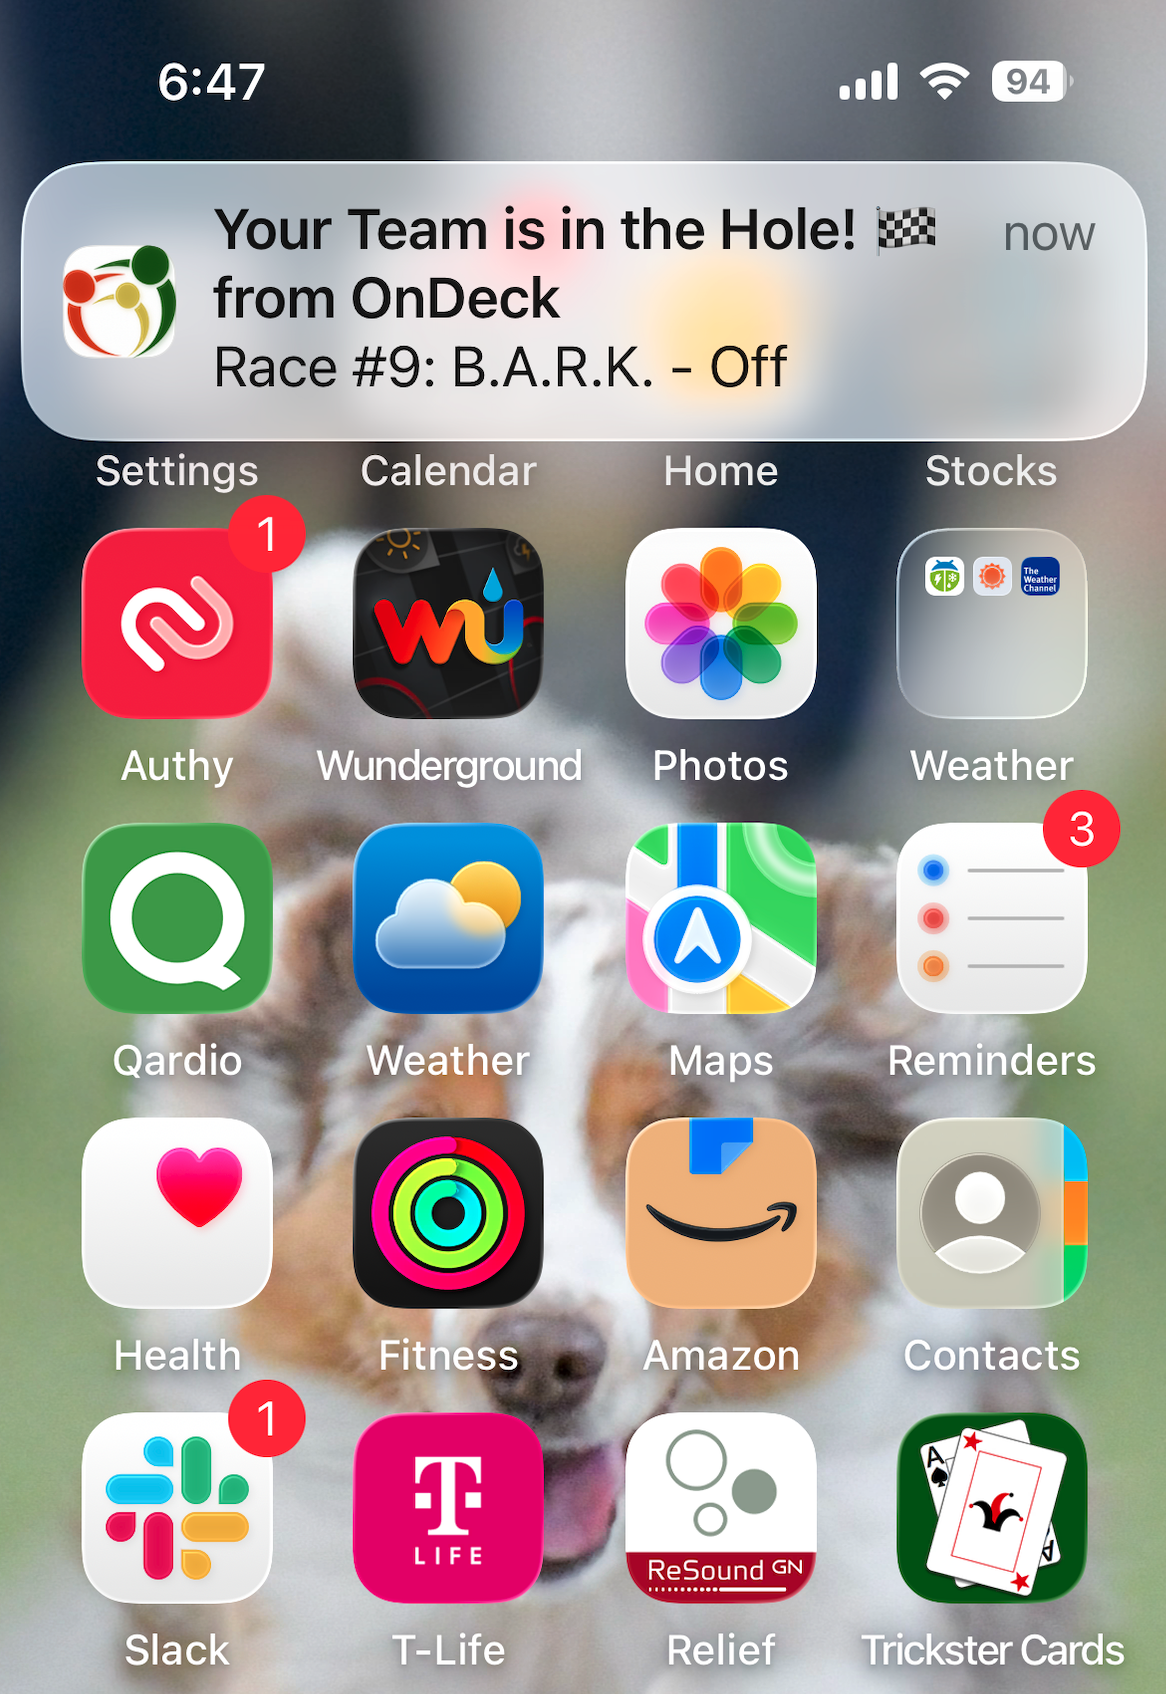 6:47
94
Your Team is in the Hole! 🏁 now
from OnDeck
Race #9: B.A.R.K. - Off
Settings Calendar Home Stocks
1
wu
The Weather Channel
Authy Wunderground Photos Weather
3
Qardio Weather Maps Reminders
Health Fitness Amazon Contacts
1
T
LIFE
ReSound GN
A
A
Slack T-Life Relief Trickster Cards